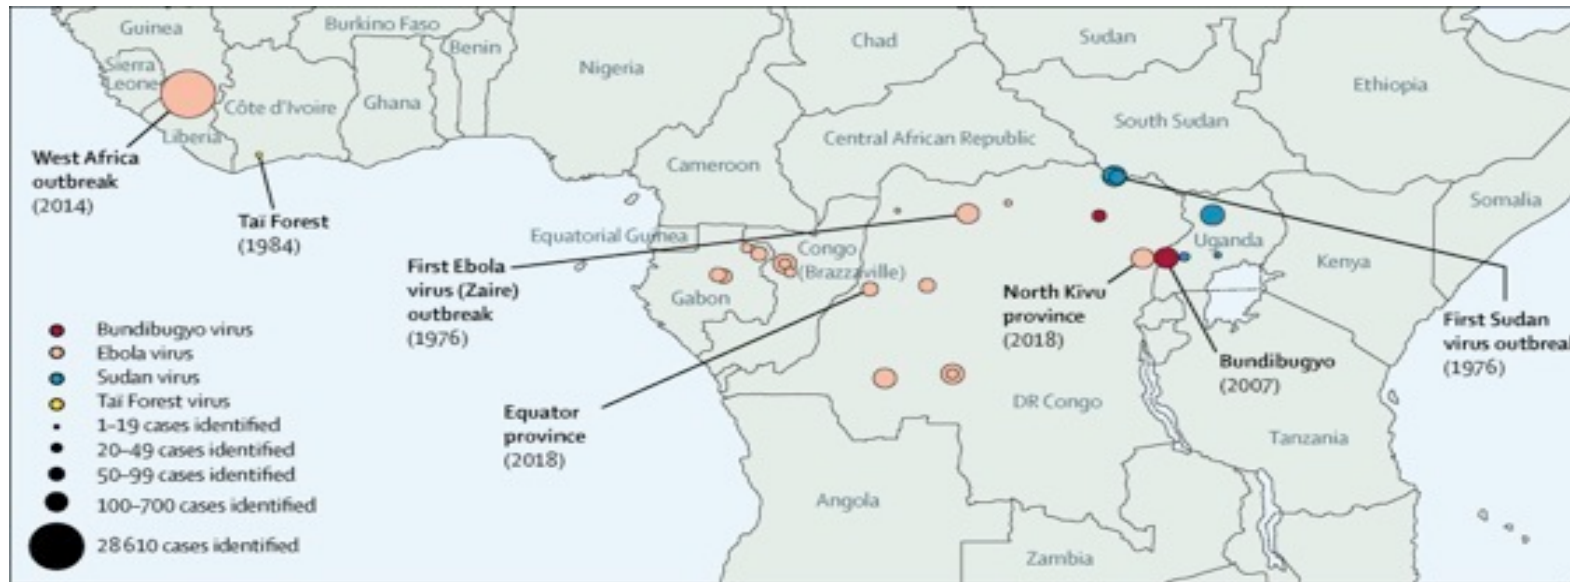 Guinea
Burkino Faso
Benin
Chad
Sudan
Nigeria
Ethiopia
Sierra
Leone
Côte d'Ivoire
Ghana
South Sudan
Liberia
Central African Republic
Cameroon
West Africa
outbreak
(2014)
Somalia
Taï Forest
(1984)
Equatorial Guinea
Congo
(Brazzaville)
Uganda
Kenya
Gabon
First Ebola
virus (Zaire)
outbreak
(1976)
North Kivu
province
(2018)
First Sudan
virus outbreak
(1976)
Bundibugyo
(2007)
Equator
province
(2018)
DR Congo
Tanzania
Angola
Zambia
Bundibugyo virus
Ebola virus
Sudan virus
Taï Forest virus
1–19 cases identified
20–49 cases identified
50–99 cases identified
100–700 cases identified
28 610 cases identified